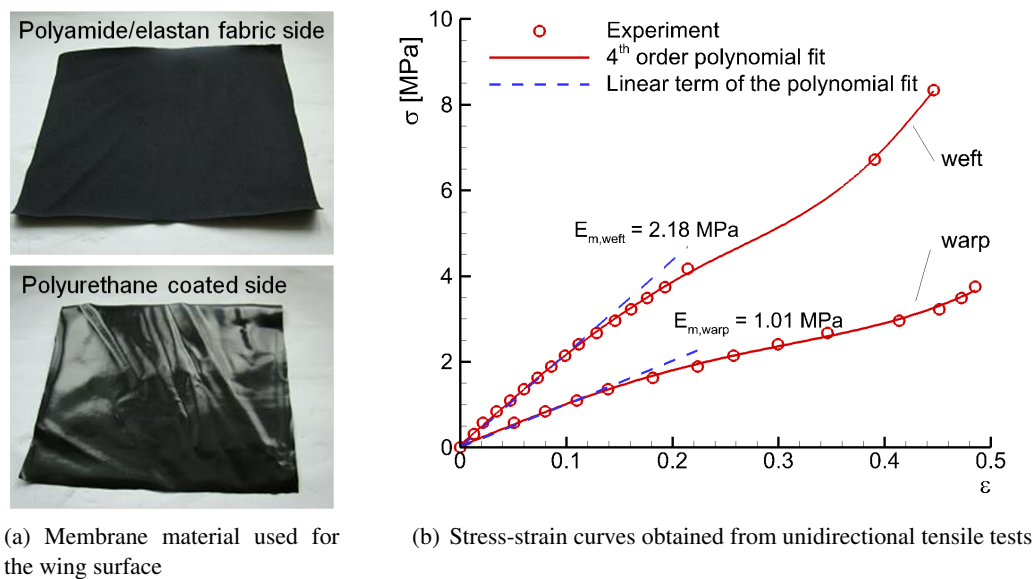 Polyamide/elastan fabric side
Polyurethane coated side
(a) Membrane material used for
the wing surface
10
8
6
4
2
0
σ [MPa]
Experiment
4th order polynomial fit
Linear term of the polynomial fit
weft
Em,weft = 2.18 MPa
warp
Em,warp = 1.01 MPa
0 0.1 0.2 0.3 0.4 0.5
ε
(b) Stress-strain curves obtained from unidirectional tensile tests